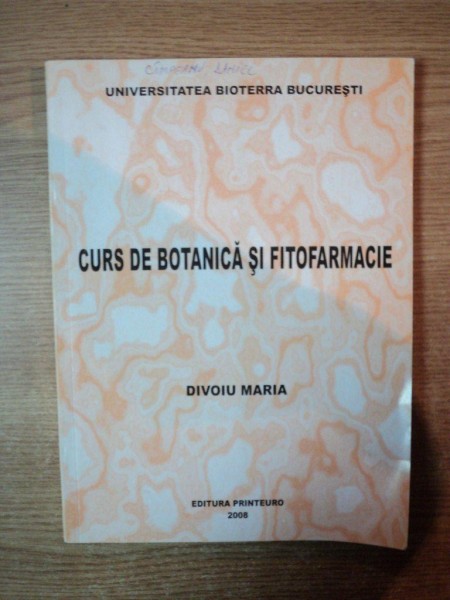 UNIVERSITATEA BIOTERRA BUCUREŞTI
CURS DE BOTANICĂ ŞI FITOFARMACIE
DIVOIU MARIA
EDITURA PRINTEURO
2008